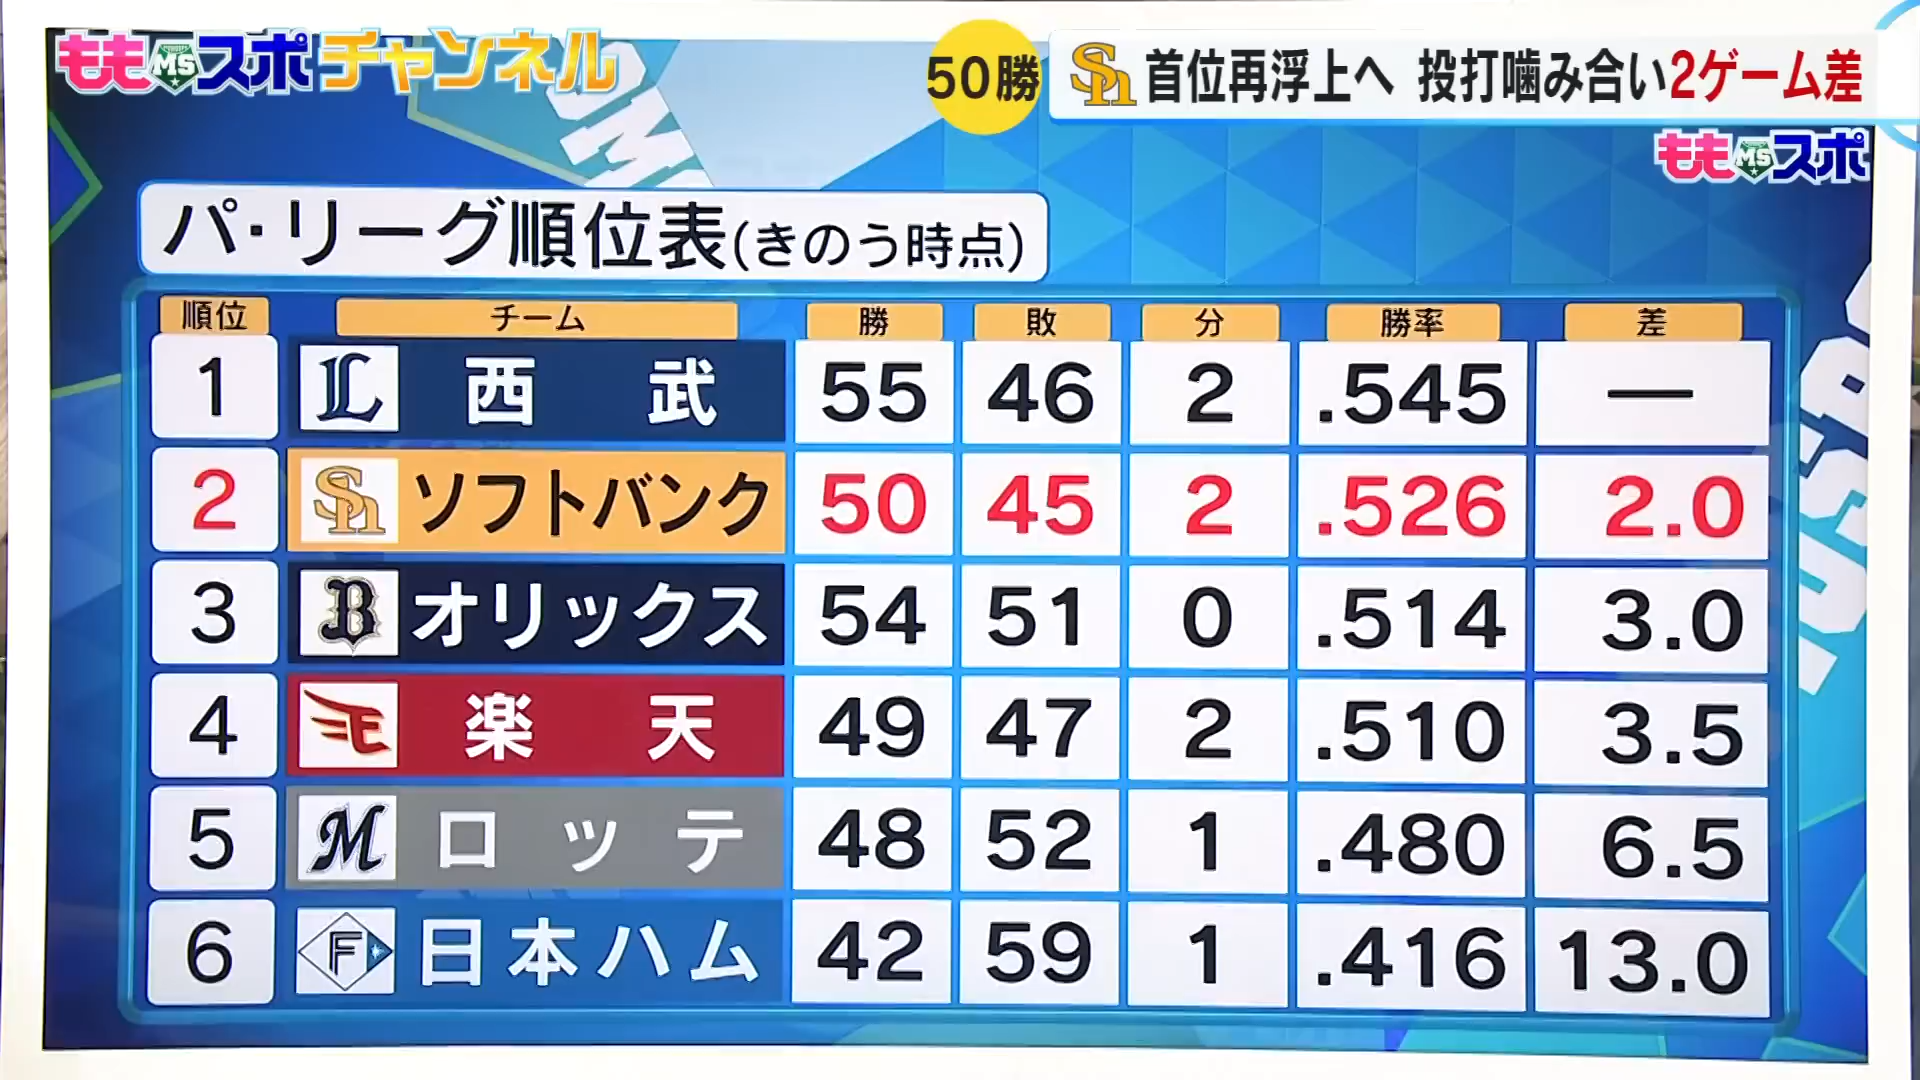 ももMSスポチャンネル
50勝 Sh 首位再浮上へ 投打噛み合い2ゲーム差
ももMSスポ
パ・リーグ順位表(きのう時点)
順位 チーム 勝 敗 分 勝率 差
1 L 西武 55 46 2 .545 ―
2 Sh ソフトバンク 50 45 2 .526 2.0
3 B オリックス 54 51 0 .514 3.0
4 E 楽天 49 47 2 .510 3.5
5 M ロッテ 48 52 1 .480 6.5
6 F 日本ハム 42 59 1 .416 13.0